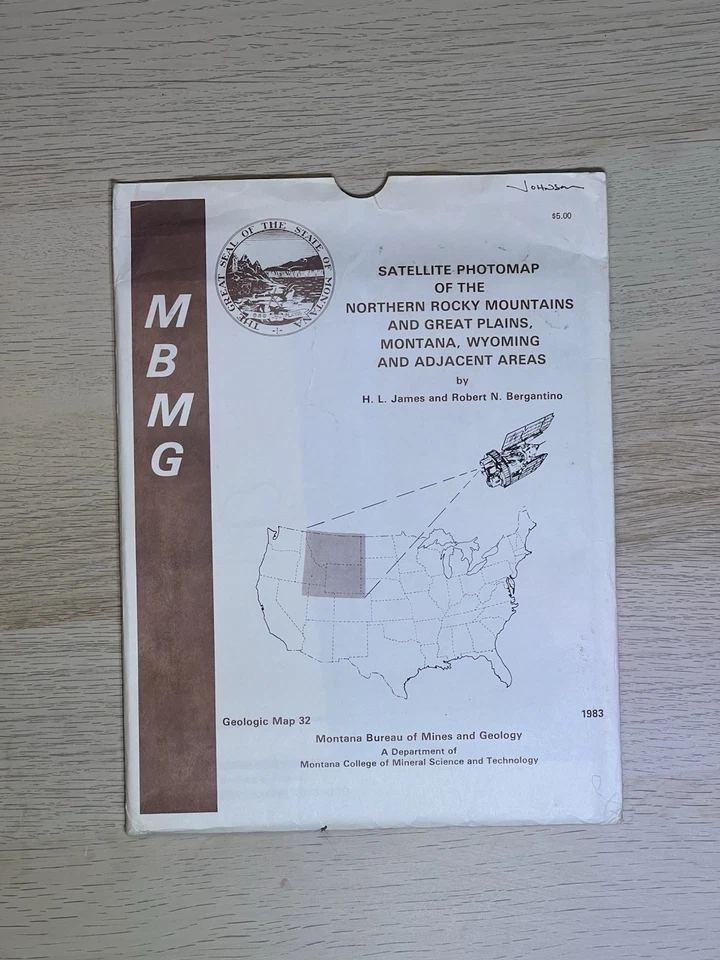 Johnson
$5.00
THE GREAT SEAL OF THE STATE OF MONTANA
MBMG
SATELLITE PHOTOMAP
OF THE
NORTHERN ROCKY MOUNTAINS
AND GREAT PLAINS,
MONTANA, WYOMING
AND ADJACENT AREAS
by
H. L. James and Robert N. Bergantino
Geologic Map 32
1983
Montana Bureau of Mines and Geology
A Department of
Montana College of Mineral Science and Technology